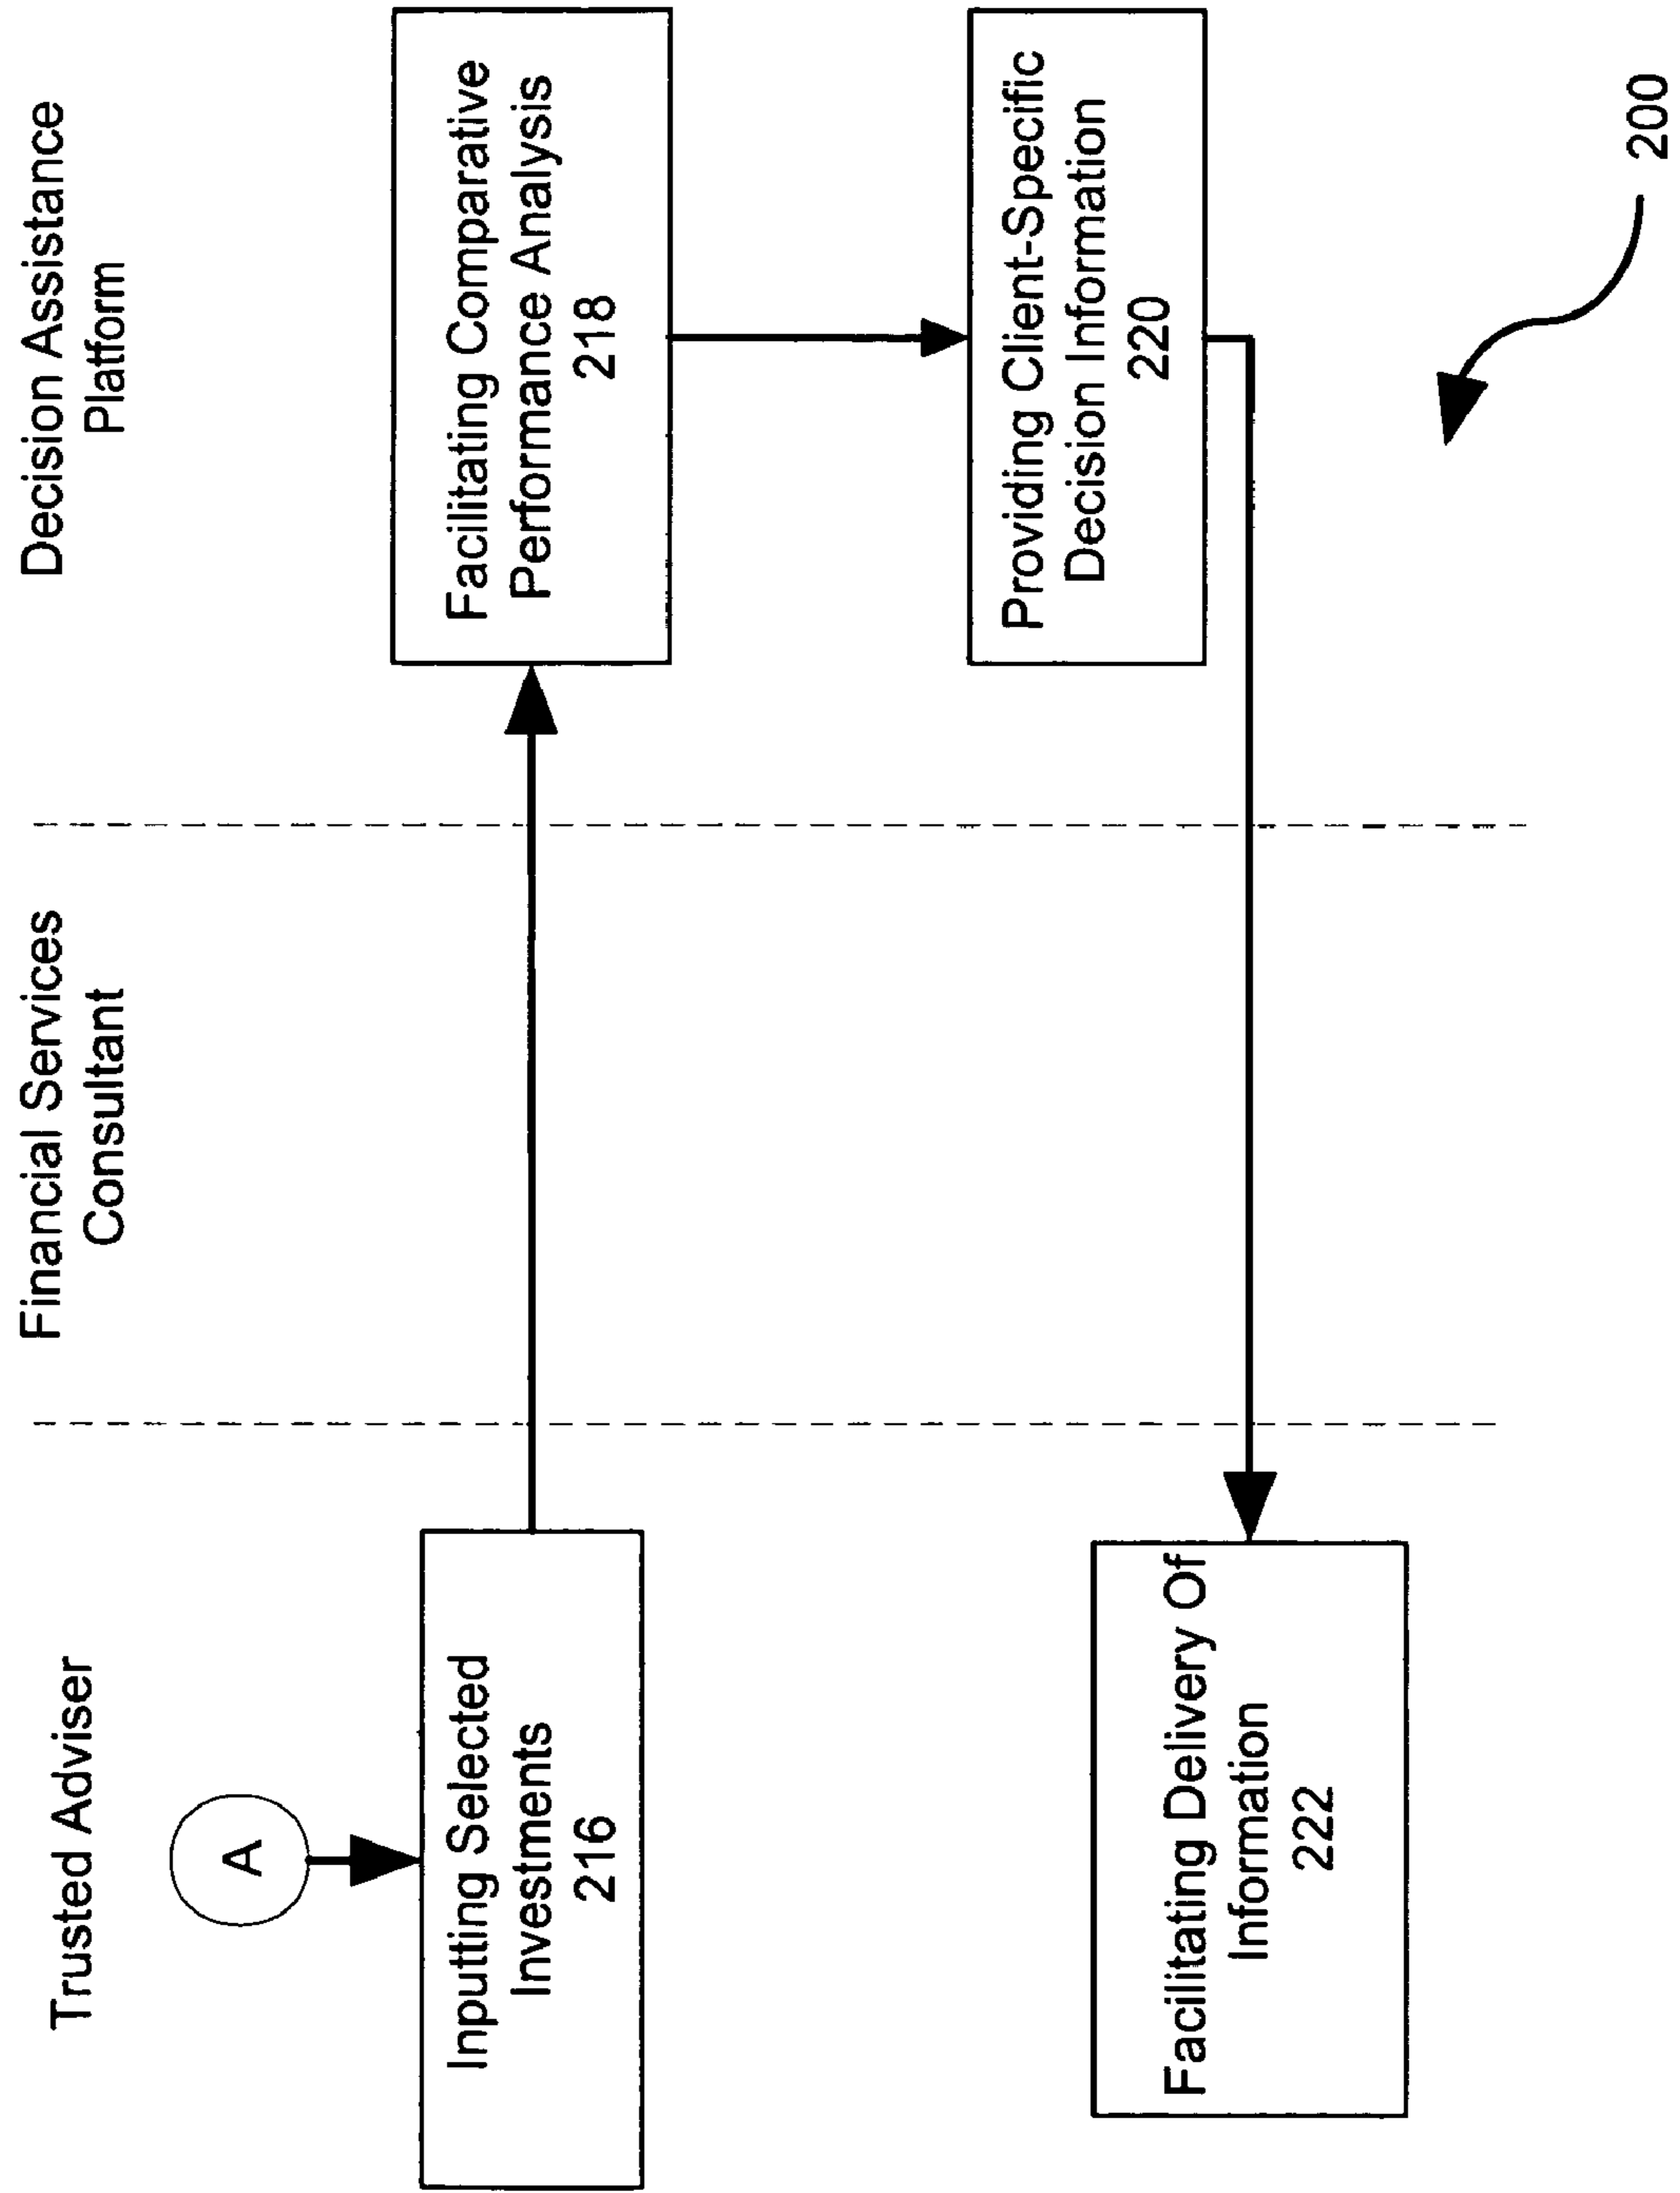 Trusted Adviser
Financial Services
Consultant
Decision Assistance
Platform
A
Inputting Selected
Investments
216
Facilitating Comparative
Performance Analysis
218
Providing Client-Specific
Decision Information
220
Facilitating Delivery Of
Information
222
200